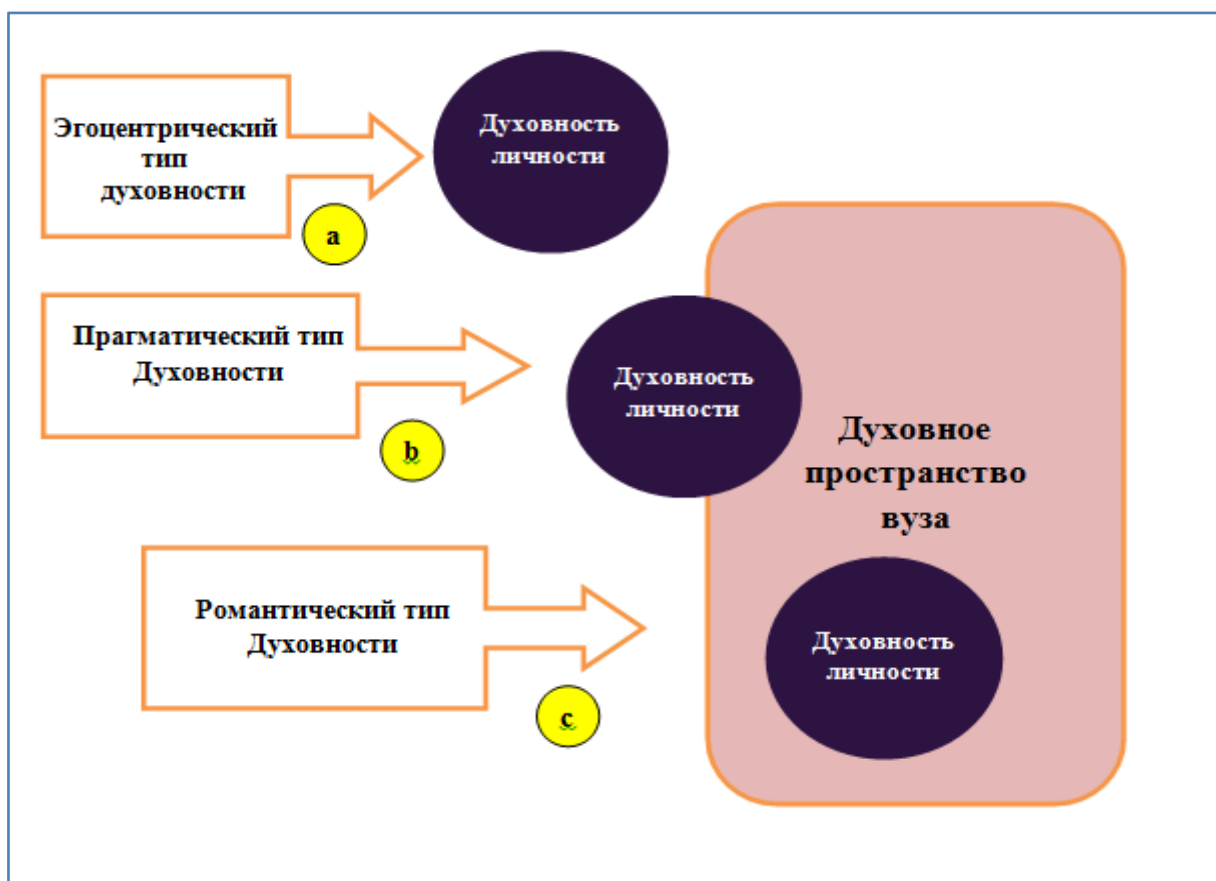 Эгоцентрический
тип
духовности
Духовность
личности
a
Прагматический тип
Духовности
Духовность
личности
b
Духовное
пространство
вуза
Романтический тип
Духовности
Духовность
личности
c